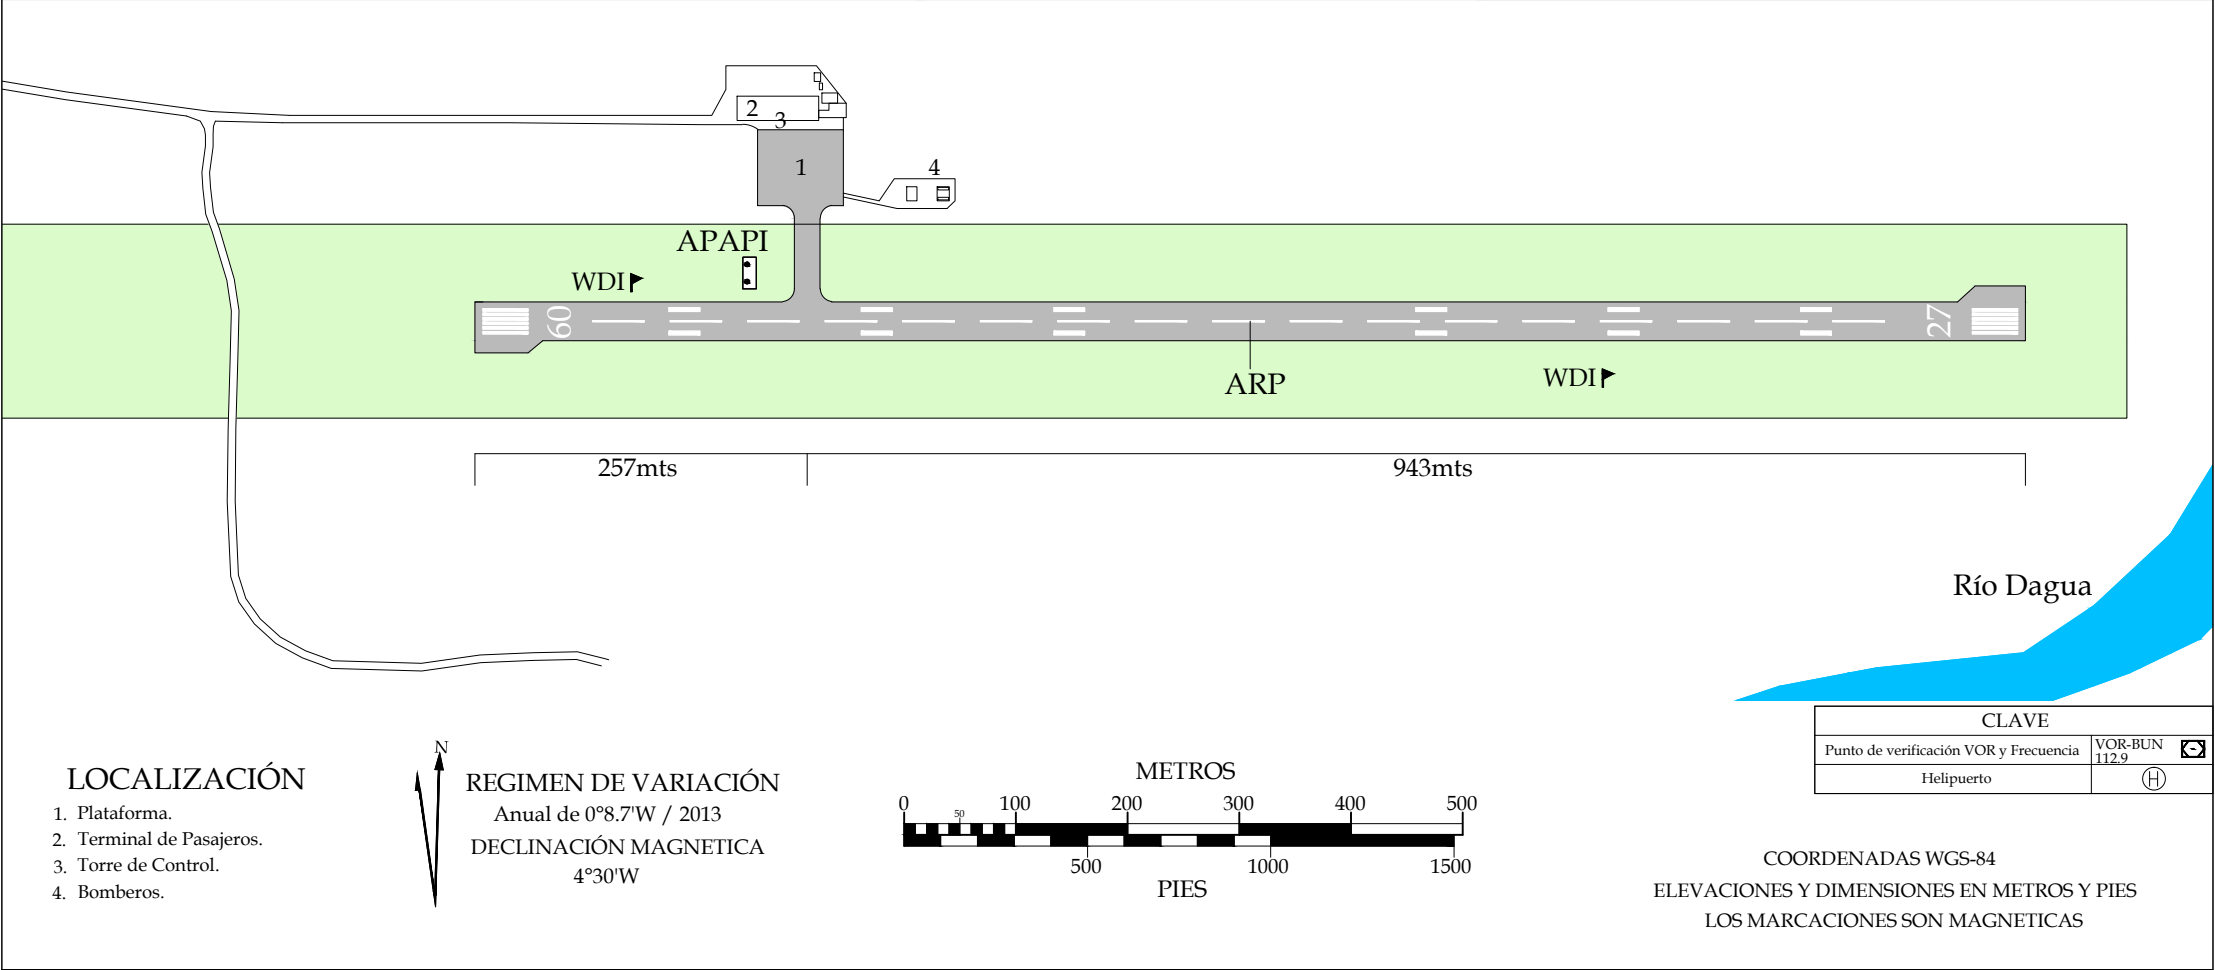 2
3
1
4
APAPI
WDI
09
27
ARP
WDI
257mts
943mts
Río Dagua
CLAVE
Punto de verificación VOR y Frecuencia
VOR-BUN
112.9
Helipuerto
H
LOCALIZACIÓN
1. Plataforma.
2. Terminal de Pasajeros.
3. Torre de Control.
4. Bomberos.
N
REGIMEN DE VARIACIÓN
Anual de 0°8.7'W / 2013
DECLINACIÓN MAGNETICA
4°30'W
METROS
0 50 100 200 300 400 500
500 1000 1500
PIES
COORDENADAS WGS-84
ELEVACIONES Y DIMENSIONES EN METROS Y PIES
LOS MARCACIONES SON MAGNETICAS